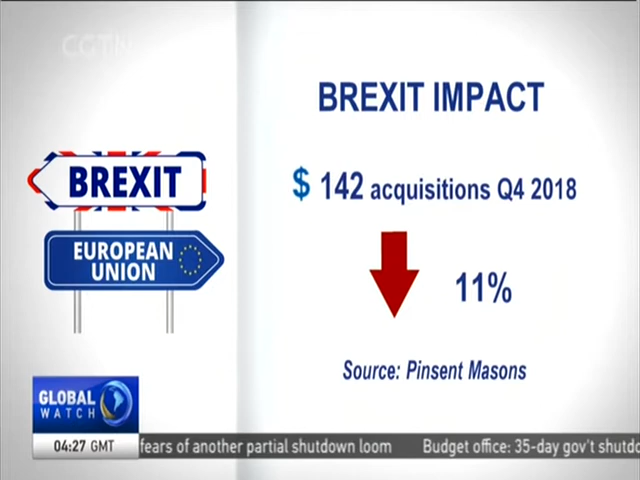 CGTN
BREXIT IMPACT
BREXIT
$ 142 acquisitions Q4 2018
EUROPEAN
UNION
11%
Source: Pinsent Masons
GLOBAL
WATCH
04:27 GMT
fears of another partial shutdown loom Budget office: 35-day gov't shutdo